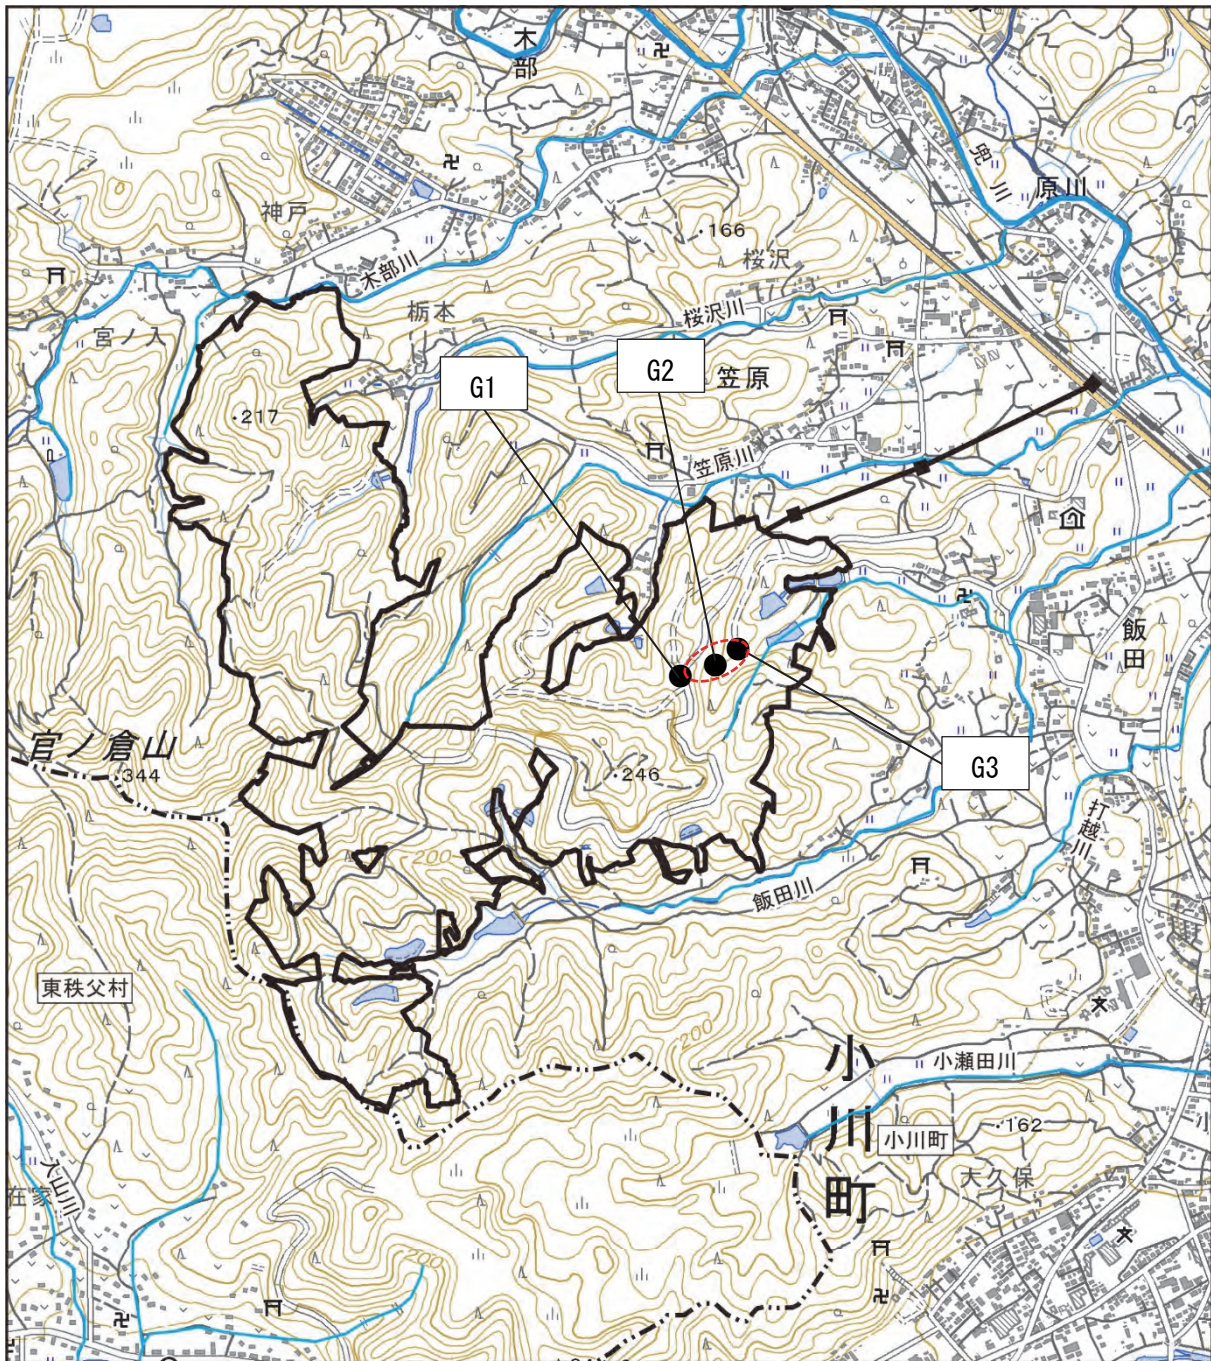 木部
兜川
原川
神戸
・166
桜沢
木部川
栃本
桜沢川
宮ノ入
G1
G2
笠原
・217
笠原川
150
飯田
官ノ倉山
344
・246
G3
打越川
200
飯田川
東秩父村
200
小川町
小瀬田川
小川町
・162
大久保
入山川
在家
200